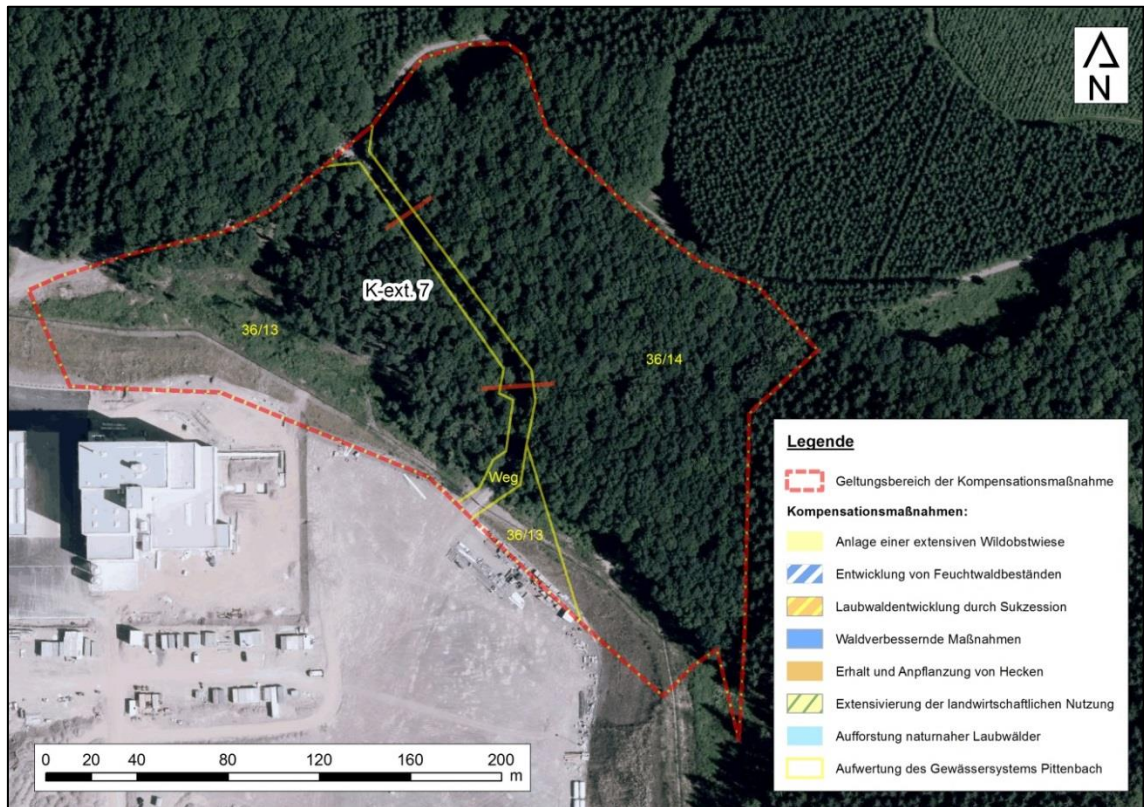 N
K-ext. 7
36/13
36/14
Weg
36/13
Legende
Geltungsbereich der Kompensationsmaßnahme
Kompensationsmaßnahmen:
Anlage einer extensiven Wildobstwiese
Entwicklung von Feuchtwaldbeständen
Laubwaldentwicklung durch Sukzession
Waldverbessernde Maßnahmen
Erhalt und Anpflanzung von Hecken
Extensivierung der landwirtschaftlichen Nutzung
Aufforstung naturnaher Laubwälder
Aufwertung des Gewässersystems Pittenbach
0 20 40 80 120 160 200
m